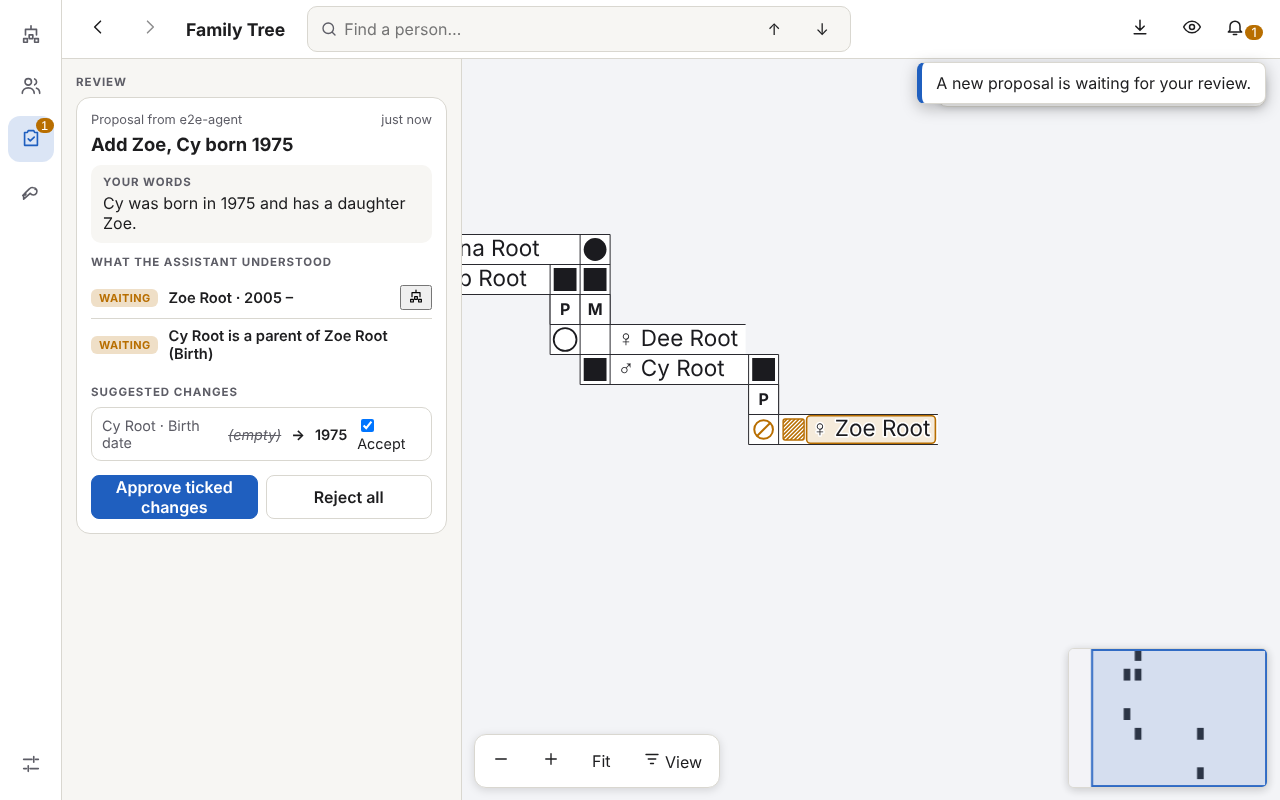 Family Tree
Find a person...
1
A new proposal is waiting for your review.
1
REVIEW
Proposal from e2e-agent
just now
Add Zoe, Cy born 1975
YOUR WORDS
Cy was born in 1975 and has a daughter
Zoe.
WHAT THE ASSISTANT UNDERSTOOD
WAITING
Zoe Root · 2005 –
WAITING
Cy Root is a parent of Zoe Root
(Birth)
SUGGESTED CHANGES
Cy Root · Birth
date
(empty)
→
1975
Accept
Approve ticked
changes
Reject all
na Root
Root
P
M
♀ Dee Root
♂ Cy Root
P
♀ Zoe Root
− + Fit View